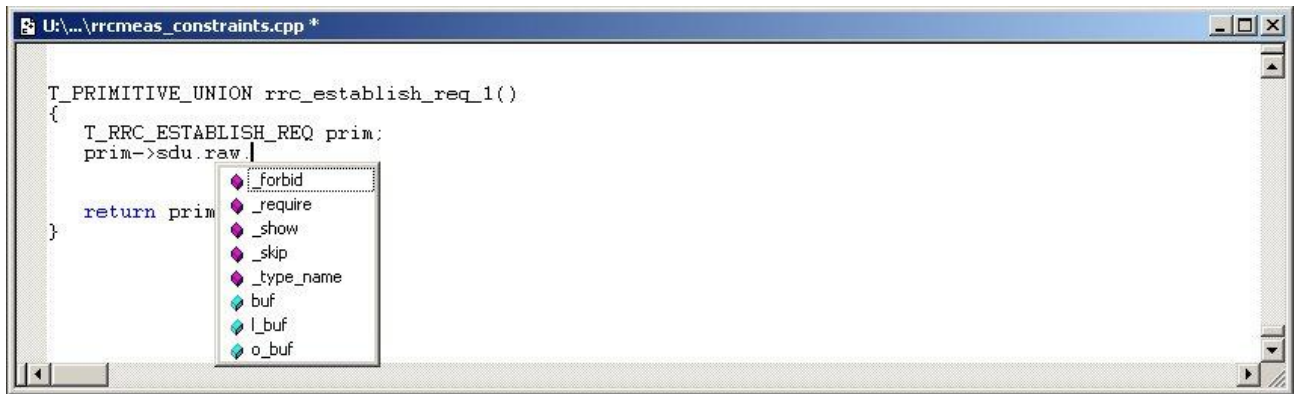 U:\...\rrcmeas_constraints.cpp *
T_PRIMITIVE_UNION rrc_establish_req_1()
{
T_RRC_ESTABLISH_REQ prim;
prim->sdu.raw.
_forbid
_require
return prim
_show
}
_skip
_type_name
buf
l_buf
o_buf